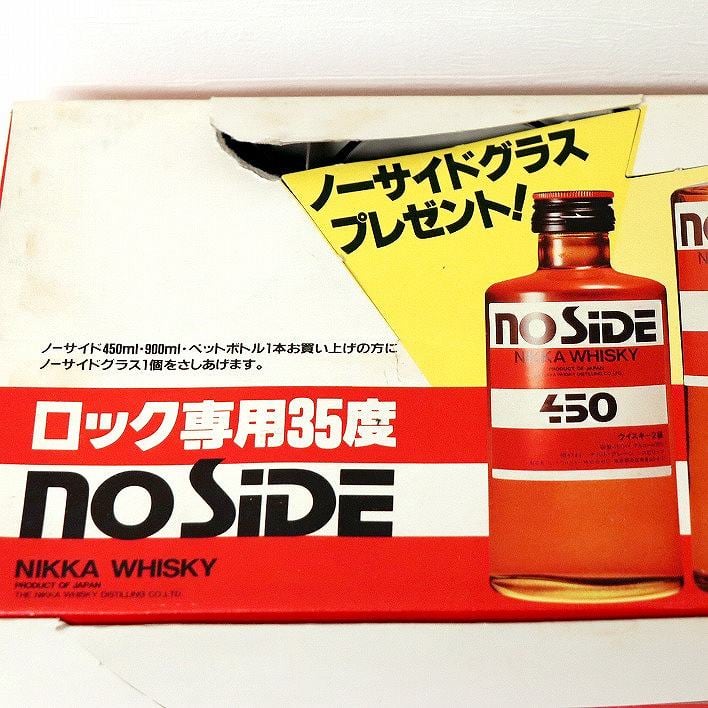 ノーサイドグラス
プレゼント!
ノーサイド450ml・900ml・ペットボトル1本お買い上げの方に
ノーサイドグラス1個をさしあげます。
ロック専用35度
noSiDE
NIKKA WHISKY
PRODUCT OF JAPAN
THE NIKKA WHISKY DISTILLING CO.,LTD.
noSiDE
NIKKA WHISKY
PRODUCT OF JAPAN
450
ウイスキー2級